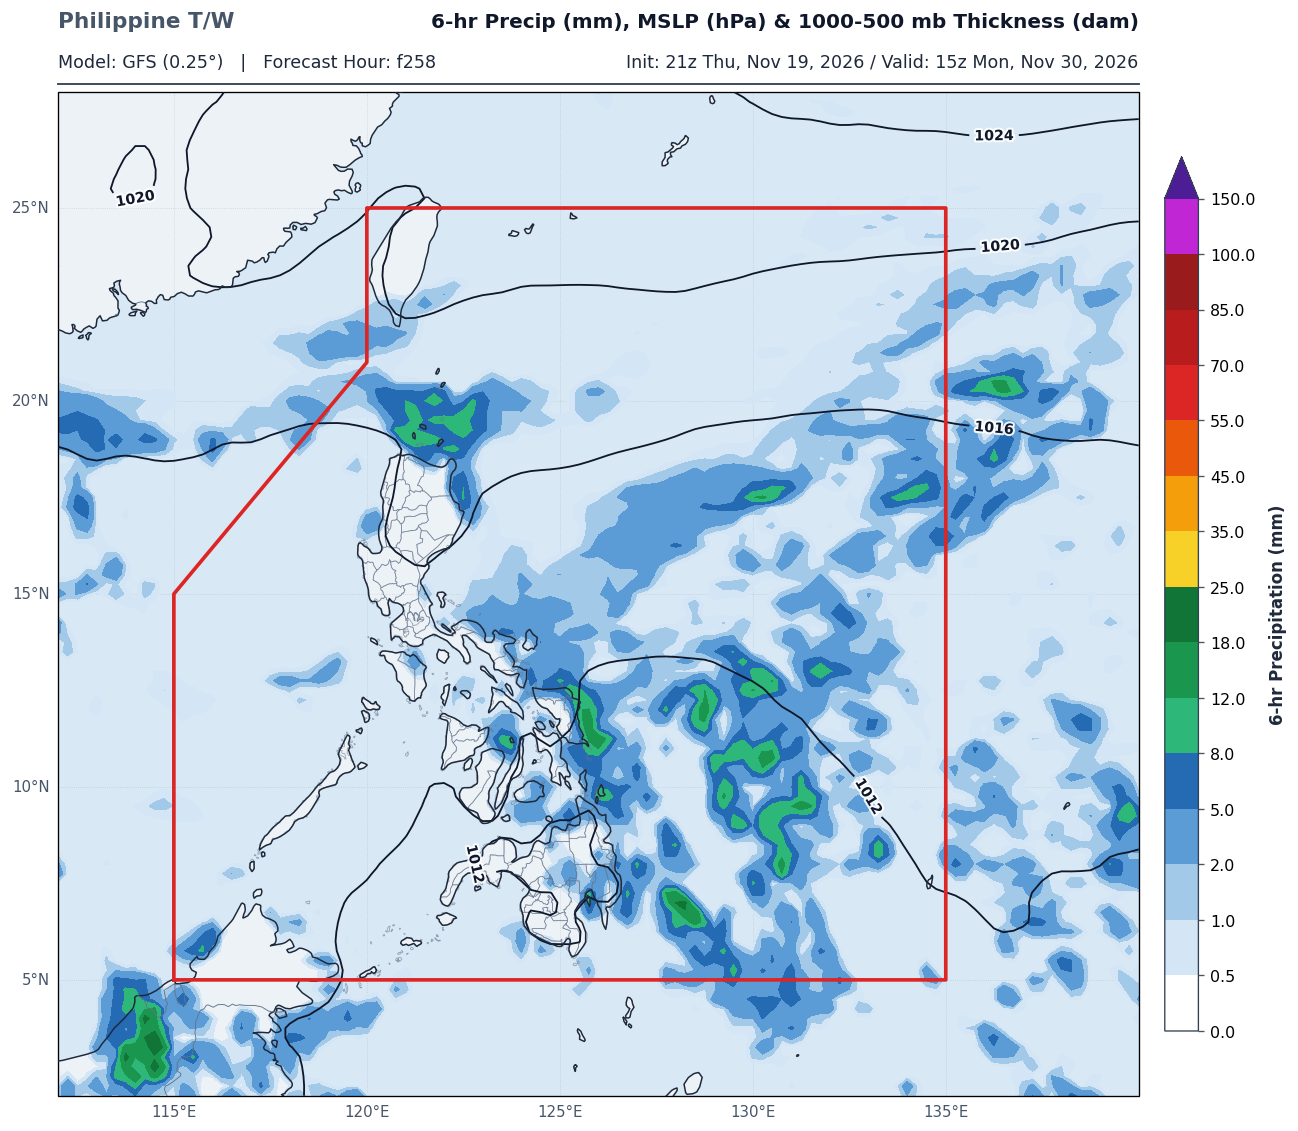 Philippine T/W
6-hr Precip (mm), MSLP (hPa) & 1000-500 mb Thickness (dam)
Model: GFS (0.25°) | Forecast Hour: f258
Init: 21z Thu, Nov 19, 2026 / Valid: 15z Mon, Nov 30, 2026
1024
1020
1020
1016
1012
1012
25°N
20°N
15°N
10°N
5°N
115°E
120°E
125°E
130°E
135°E
150.0
100.0
85.0
70.0
55.0
45.0
35.0
25.0
18.0
12.0
8.0
5.0
2.0
1.0
0.5
0.0
6-hr Precipitation (mm)